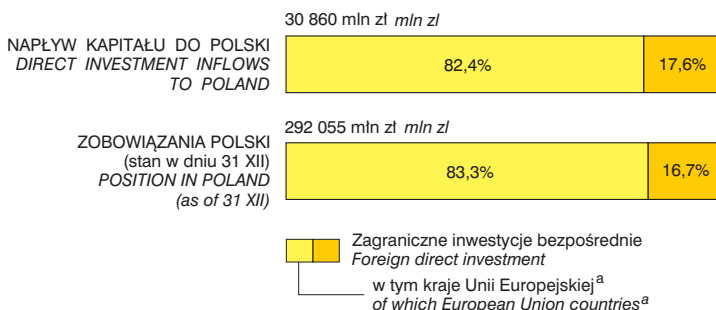 30 860 mln zł mln zl
NAPŁYW KAPITAŁU DO POLSKI
DIRECT INVESTMENT INFLOWS
TO POLAND
82,4%
17,6%
292 055 młn zł mln zl
ZOBOWIĄZANIA POLSKI
(stan w dniu 31 XII)
POSITION IN POLAND
(as of 31 XII)
83,3%
16,7%
Zagraniczne inwestycje bezpośrednie
Foreign direct investment
w tym kraje Unii Europejskiej a
of which European Union countries a